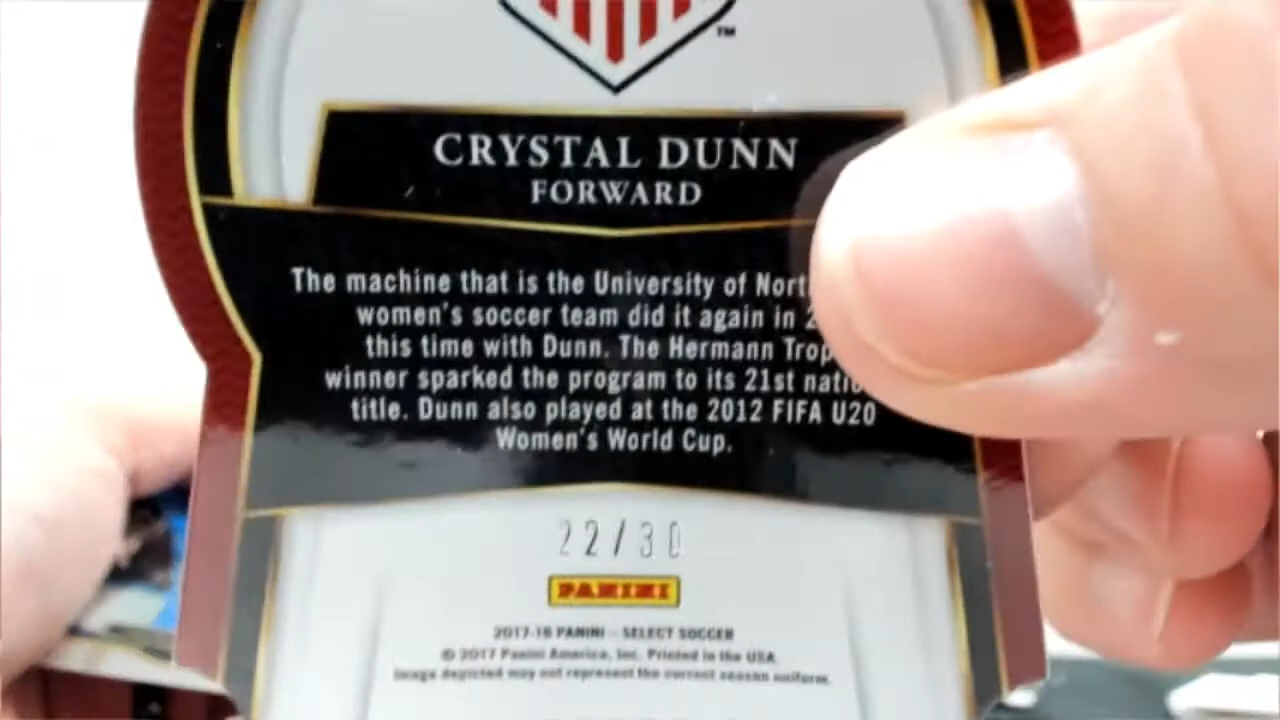 ™
CRYSTAL DUNN
FORWARD
The machine that is the University of Nort
women's soccer team did it again in 2
this time with Dunn. The Hermann Trop
winner sparked the program to its 21st natio
title. Dunn also played at the 2012 FIFA U20
Women's World Cup.
22/30
PANINI
2017-18 PANINI - SELECT SOCCER
© 2017 Panini America, Inc. Printed in the USA
Image depicted may not represent the current season uniform.